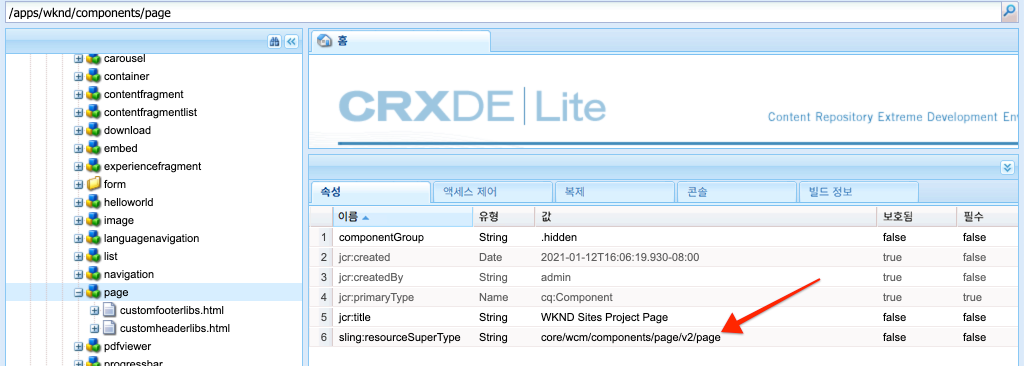 /apps/wknd/components/page
carousel
container
contentfragment
contentfragmentlist
download
embed
experiencefragment
form
helloworld
image
languagenavigation
list
navigation
page
customfooterlibs.html
customheaderlibs.html
pdfviewer
progressbar
홈
CRXDE Lite
Content Repository Extreme Development Env
속성 액세스 제어 복제 콘솔 빌드 정보
이름 유형 값 보호됨 필수
1 componentGroup String .hidden false false
2 jcr:created Date 2021-01-12T16:06:19.930-08:00 true false
3 jcr:createdBy String admin true false
4 jcr:primaryType Name cq:Component true true
5 jcr:title String WKND Sites Project Page false false
6 sling:resourceSuperType String core/wcm/components/page/v2/page false false